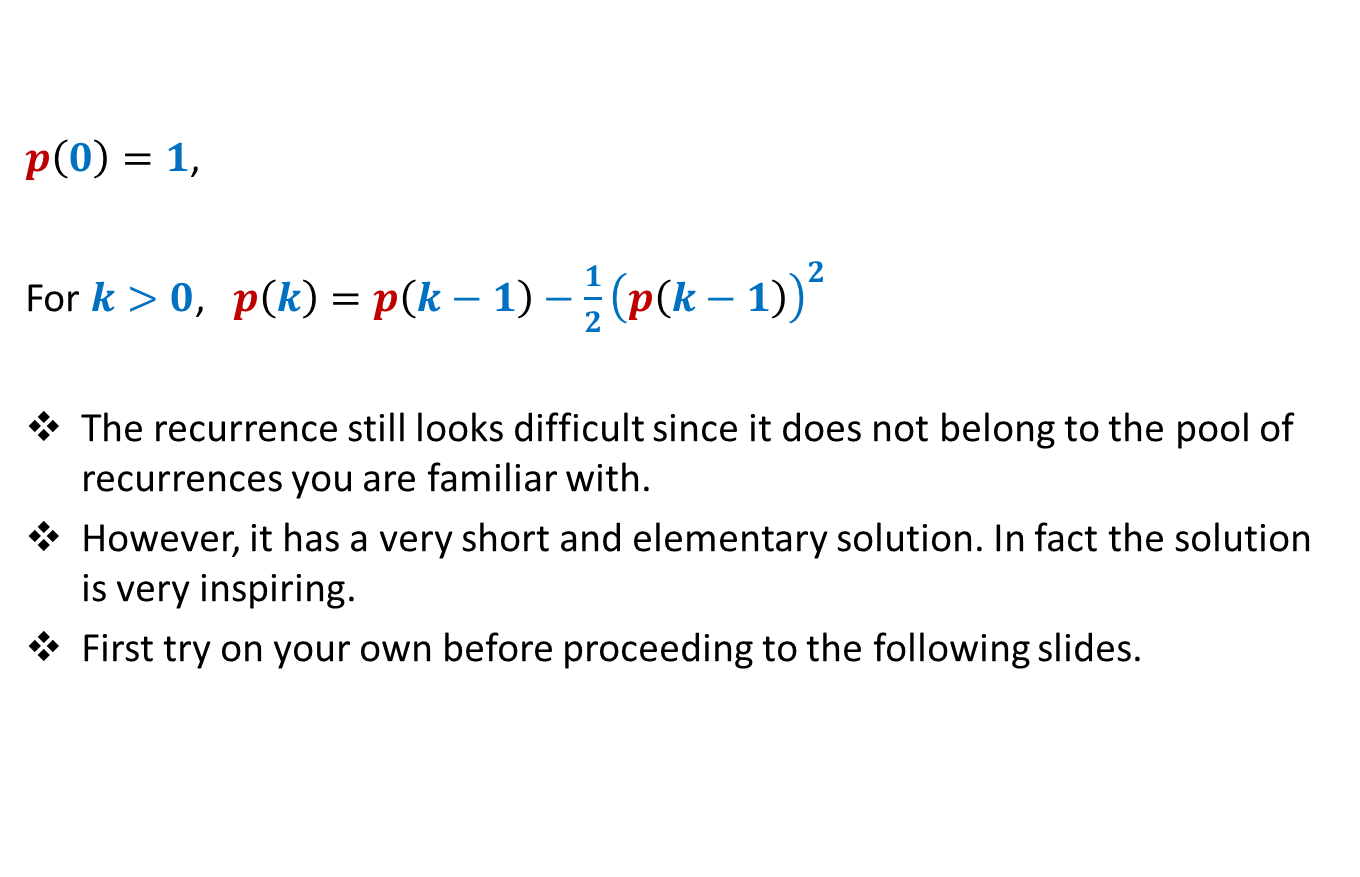 p(0) = 1,
For k > 0, p(k) = p(k − 1) − 1/2 (p(k − 1))²
❖ The recurrence still looks difficult since it does not belong to the pool of
recurrences you are familiar with.
❖ However, it has a very short and elementary solution. In fact the solution
is very inspiring.
❖ First try on your own before proceeding to the following slides.